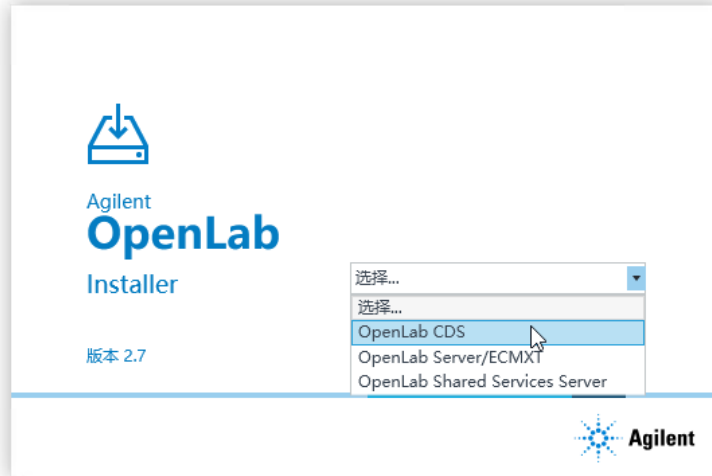 Agilent
OpenLab
Installer
版本 2.7
选择...
选择...
OpenLab CDS
OpenLab Server/ECMXT
OpenLab Shared Services Server
Agilent